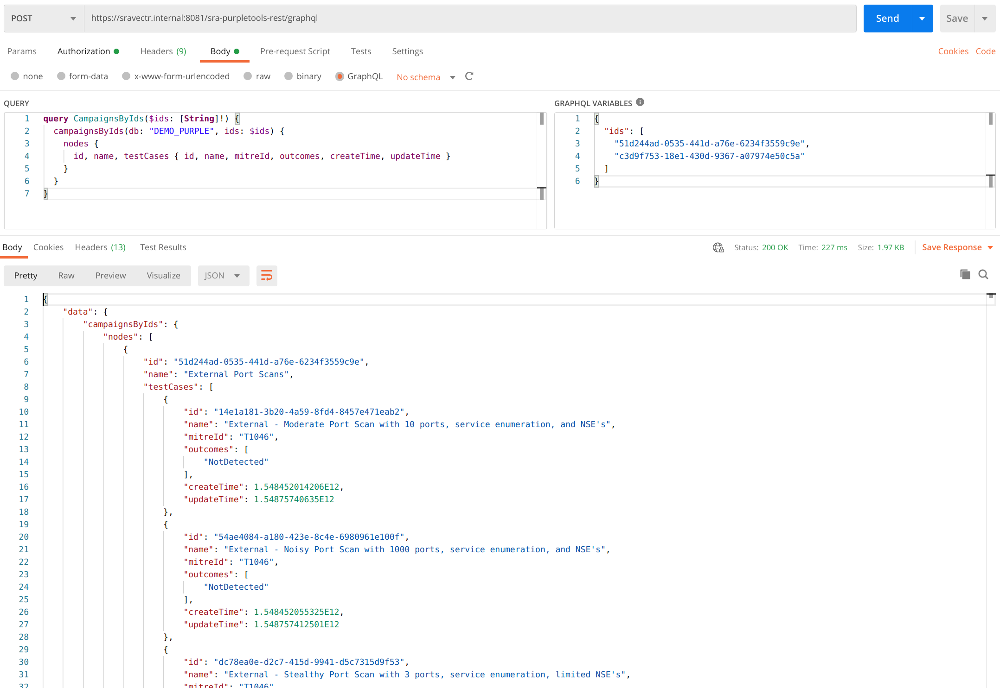 POST https://sravectr.internal:8081/sra-purpletools-rest/graphql Send Save
Params Authorization Headers (9) Body Pre-request Script Tests Settings Cookies Code
none form-data x-www-form-urlencoded raw binary GraphQL No schema
QUERY
1 query CampaignsByIds($ids: [String]!) {
2 campaignsByIds(db: "DEMO_PURPLE", ids: $ids) {
3 nodes {
4 id, name, testCases { id, name, mitreId, outcomes, createTime, updateTime }
5 }
6 }
7 }
GRAPHQL VARIABLES
1 {
2 "ids": [
3 "51d244ad-0535-441d-a76e-6234f3559c9e",
4 "c3d9f753-18e1-430d-9367-a07974e50c5a"
5 ]
6 }
Body Cookies Headers (13) Test Results Status: 200 OK Time: 227 ms Size: 1.97 KB Save Response
Pretty Raw Preview Visualize JSON
1 {
2 "data": {
3 "campaignsByIds": {
4 "nodes": [
5 {
6 "id": "51d244ad-0535-441d-a76e-6234f3559c9e",
7 "name": "External Port Scans",
8 "testCases": [
9 {
10 "id": "14e1a181-3b20-4a59-8fd4-8457e471eab2",
11 "name": "External - Moderate Port Scan with 10 ports, service enumeration, and NSE's",
12 "mitreId": "T1046",
13 "outcomes": [
14 "NotDetected"
15 ],
16 "createTime": 1.548452014206E12,
17 "updateTime": 1.54875740635E12
18 },
19 {
20 "id": "54ae4084-a180-423e-8c4e-6980961e100f",
21 "name": "External - Noisy Port Scan with 1000 ports, service enumeration, and NSE's",
22 "mitreId": "T1046",
23 "outcomes": [
24 "NotDetected"
25 ],
26 "createTime": 1.548452055325E12,
27 "updateTime": 1.548757412501E12
28 },
29 {
30 "id": "dc78ea0e-d2c7-415d-9941-d5c7315d9f53",
31 "name": "External - Stealthy Port Scan with 3 ports, service enumeration, limited NSE's",
32 "mitreId": "T1046"